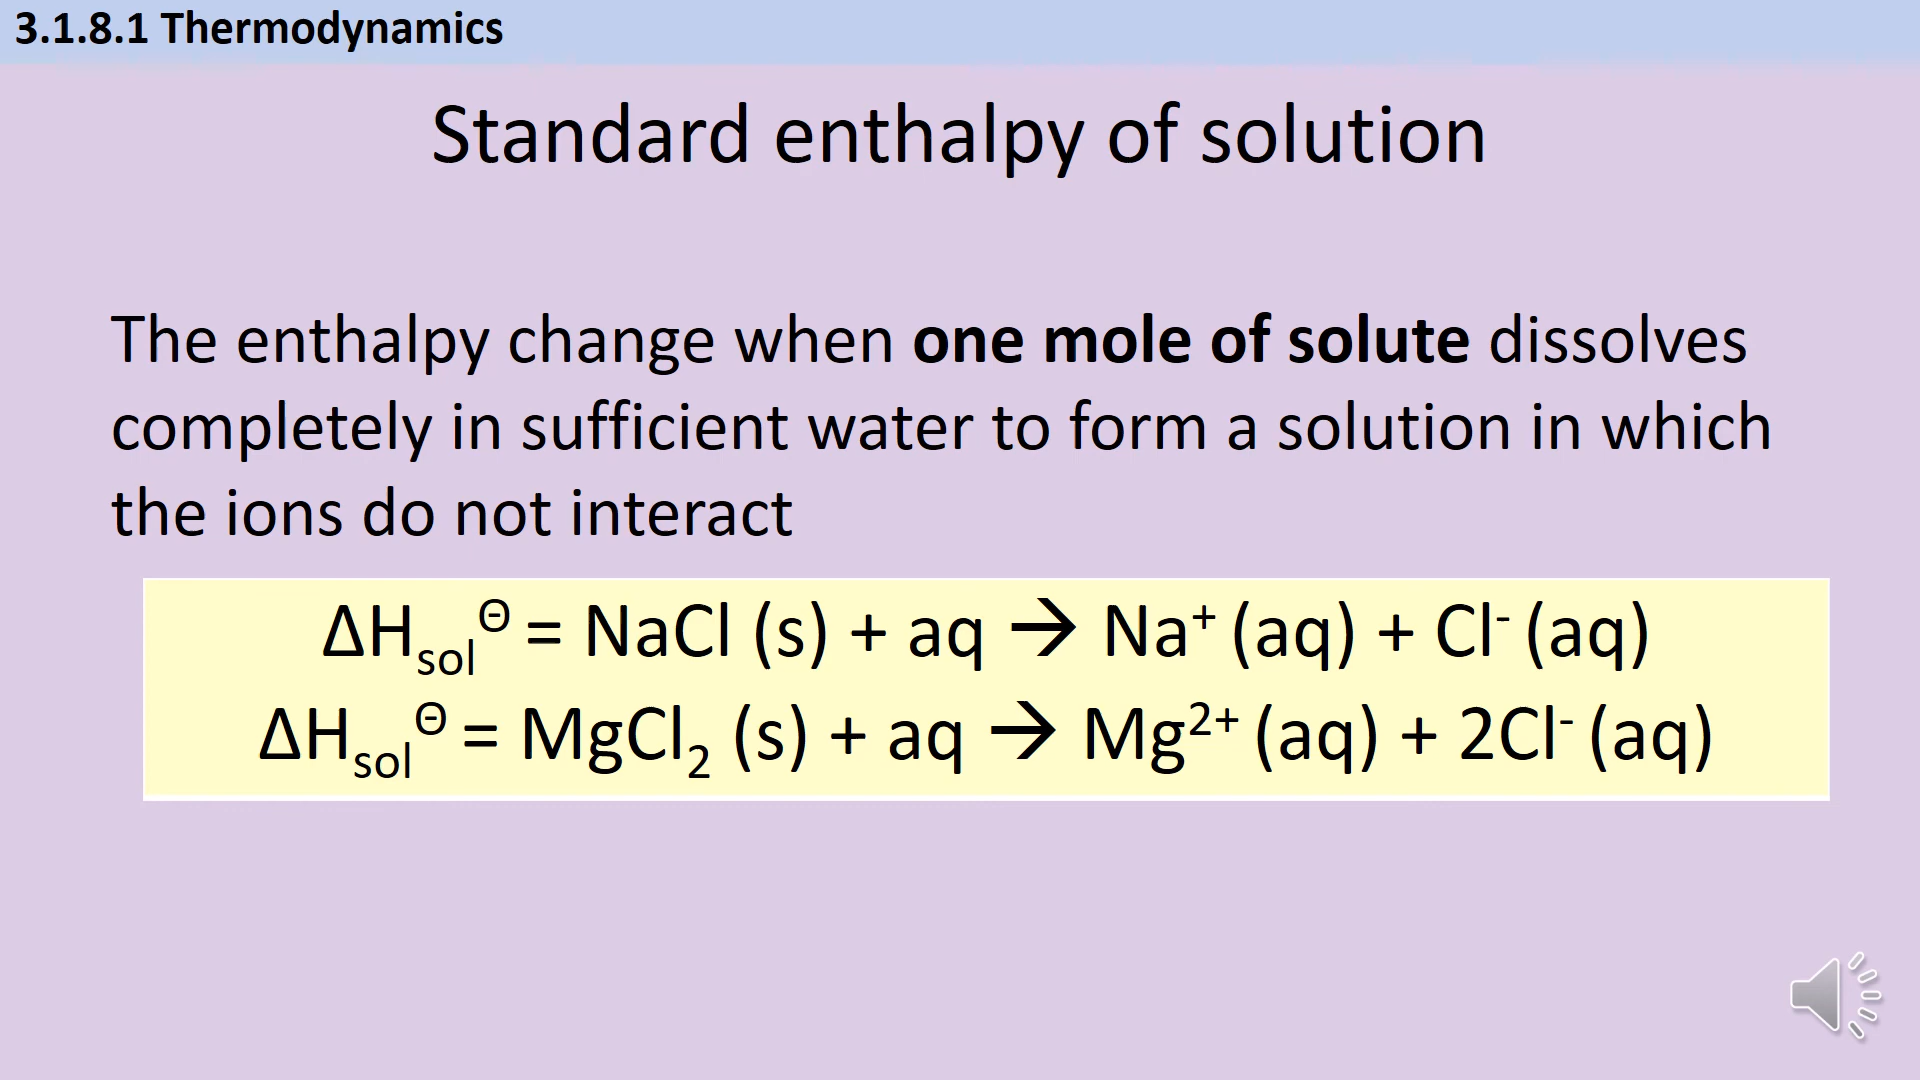 3.1.8.1 Thermodynamics
Standard enthalpy of solution
The enthalpy change when one mole of solute dissolves
completely in sufficient water to form a solution in which
the ions do not interact
ΔHsol^Θ = NaCl (s) + aq → Na⁺ (aq) + Cl⁻ (aq)
ΔHsol^Θ = MgCl₂ (s) + aq → Mg²⁺ (aq) + 2Cl⁻ (aq)